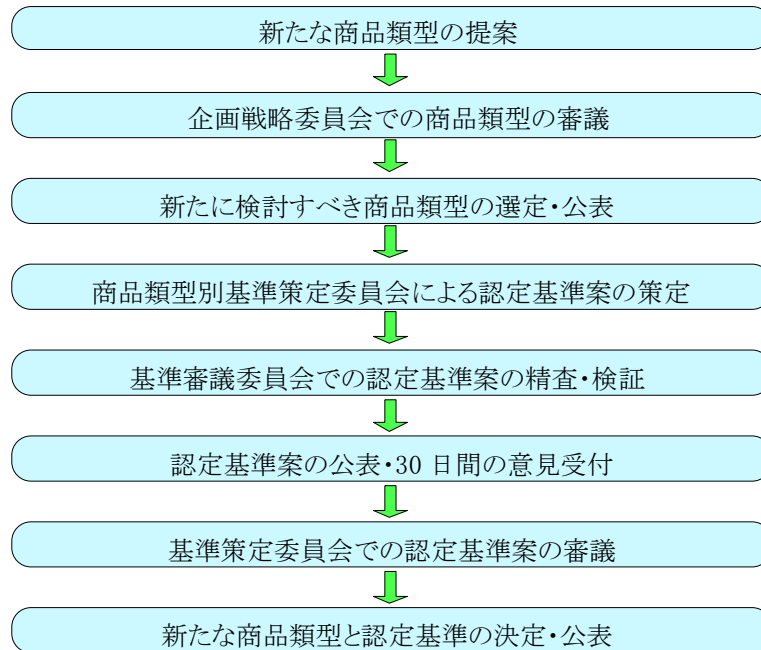 新たな商品類型の提案
企画戦略委員会での商品類型の審議
新たに検討すべき商品類型の選定・公表
商品類型別基準策定委員会による認定基準案の策定
基準審議委員会での認定基準案の精査・検証
認定基準案の公表・30 日間の意見受付
基準策定委員会での認定基準案の審議
新たな商品類型と認定基準の決定・公表